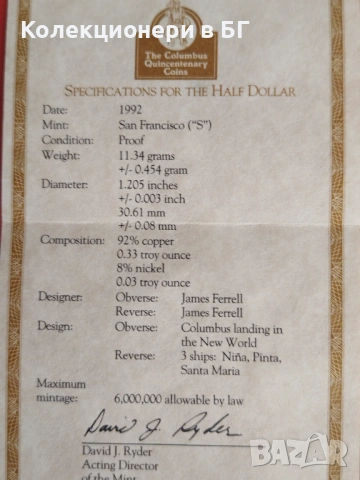 Колекционери в БГ
The Columbus
Quincentenary
Coins
SPECIFICATIONS FOR THE HALF DOLLAR
Date: 1992
Mint: San Francisco ("S")
Condition: Proof
Weight: 11.34 grams
+/- 0.454 gram
Diameter: 1.205 inches
+/- 0.003 inch
30.61 mm
+/- 0.08 mm
Composition: 92% copper
0.33 troy ounce
8% nickel
0.03 troy ounce
Designer: Obverse: James Ferrell
Reverse: James Ferrell
Design: Obverse: Columbus landing in
the New World
Reverse: 3 ships: Niña, Pinta,
Santa Maria
Maximum
mintage: 6,000,000 allowable by law
David J. Ryder
David J. Ryder
Acting Director
of the Mint
bazar